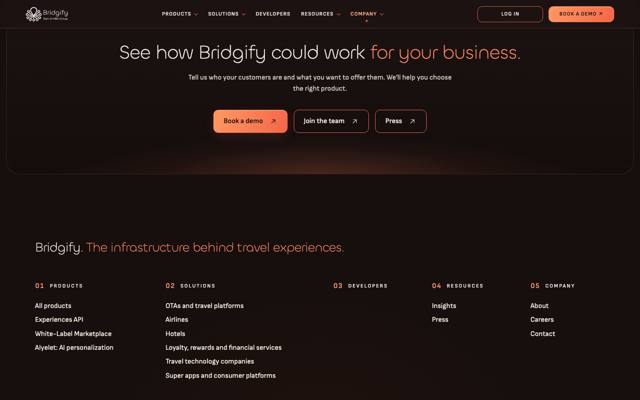 Bridgify
PRODUCTS SOLUTIONS DEVELOPERS RESOURCES COMPANY LOG IN BOOK A DEMO ↗
See how Bridgify could work for your business.
Tell us who your customers are and what you want to offer them. We'll help you choose
the right product.
Book a demo ↗ Join the team ↗ Press ↗
Bridgify. The infrastructure behind travel experiences.
01 PRODUCTS
All products
Experiences API
White-Label Marketplace
AIyelet: AI personalization
02 SOLUTIONS
OTAs and travel platforms
Airlines
Hotels
Loyalty, rewards and financial services
Travel technology companies
Super apps and consumer platforms
03 DEVELOPERS
04 RESOURCES
Insights
Press
05 COMPANY
About
Careers
Contact